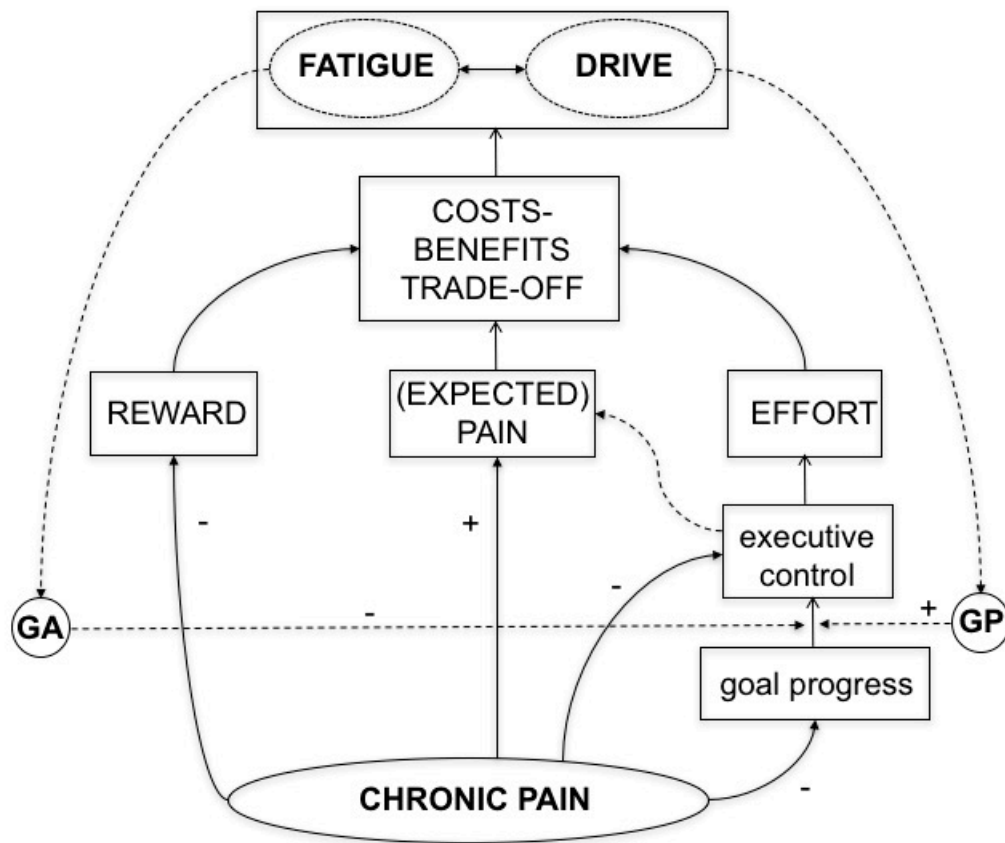 FATIGUE
DRIVE
COSTS-
BENEFITS
TRADE-OFF
REWARD
(EXPECTED)
PAIN
EFFORT
-
+
-
executive
control
GA
-
+
GP
goal progress
CHRONIC PAIN
-